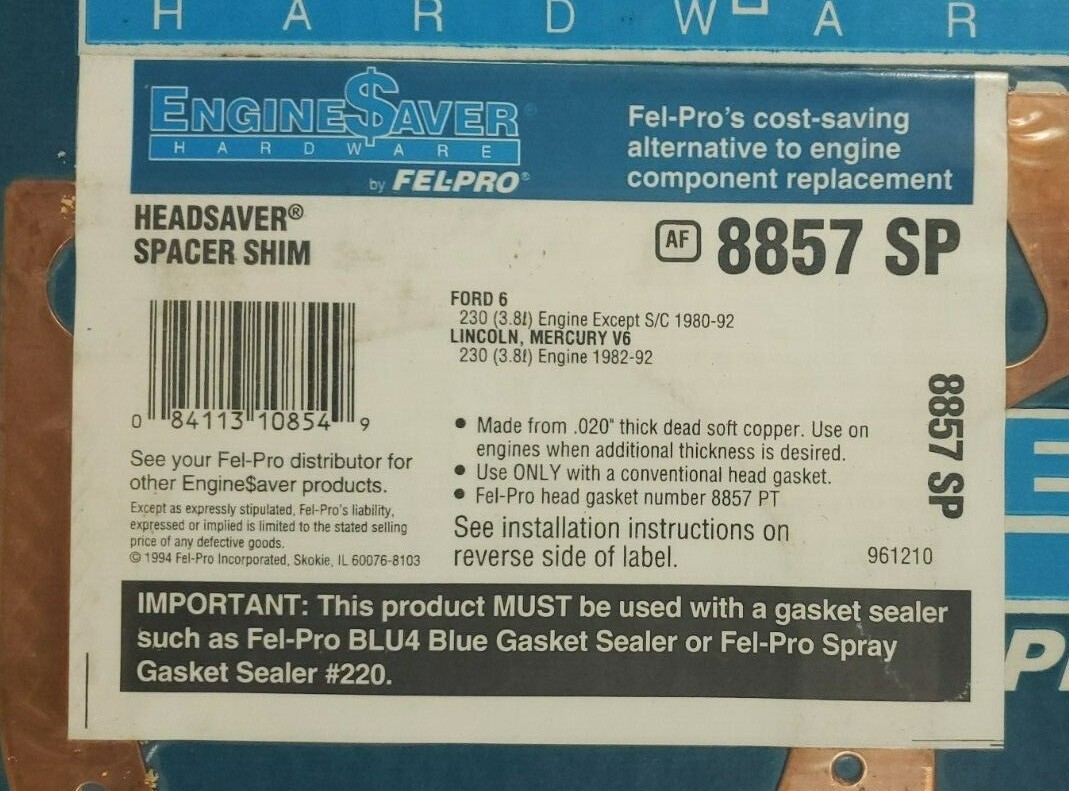 H A R D W A R
ENGINE$AVER®
HARDWARE
by FEL-PRO®
Fel-Pro's cost-saving
alternative to engine
component replacement
HEADSAVER®
SPACER SHIM
AF 8857 SP
FORD 6
230 (3.8ℓ) Engine Except S/C 1980-92
LINCOLN, MERCURY V6
230 (3.8ℓ) Engine 1982-92
0 84113 10854 9
• Made from .020" thick dead soft copper. Use on
engines when additional thickness is desired.
• Use ONLY with a conventional head gasket.
• Fel-Pro head gasket number 8857 PT
8857 SP
See your Fel-Pro distributor for
other Engine$aver products.
Except as expressly stipulated, Fel-Pro's liability,
expressed or implied is limited to the stated selling
price of any defective goods.
© 1994 Fel-Pro Incorporated, Skokie, IL 60076-8103
See installation instructions on
reverse side of label.
961210
IMPORTANT: This product MUST be used with a gasket sealer
such as Fel-Pro BLU4 Blue Gasket Sealer or Fel-Pro Spray
Gasket Sealer #220.
E
P